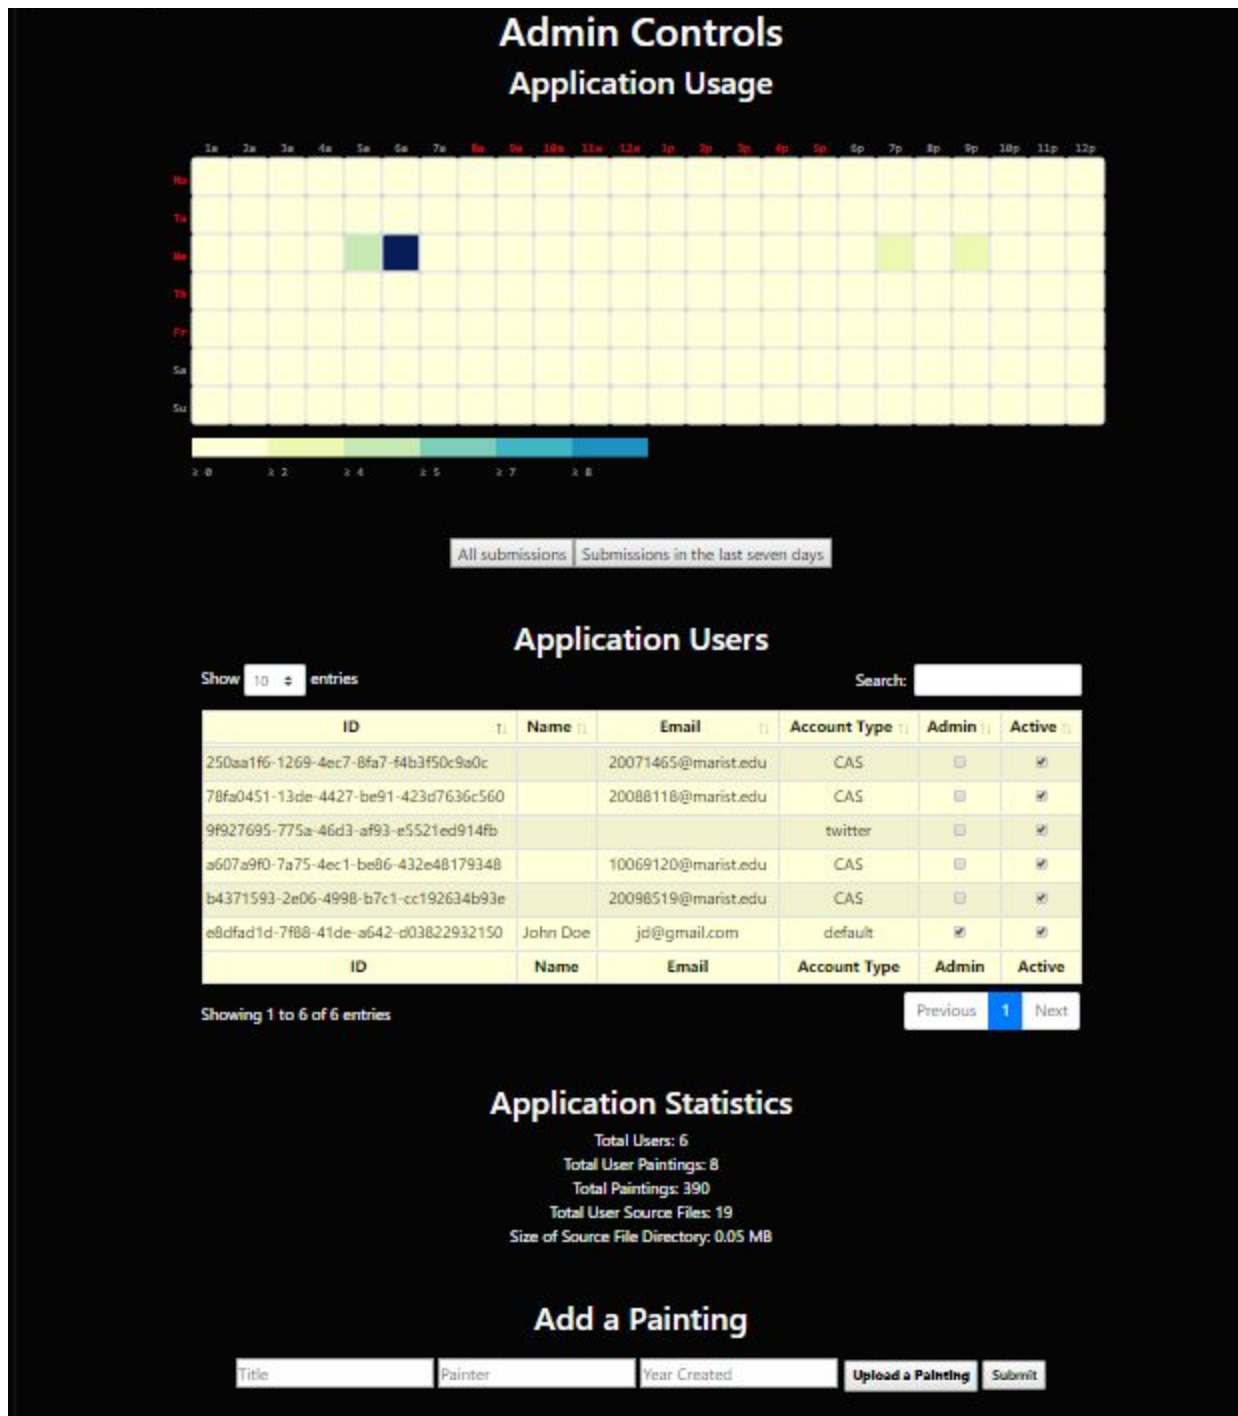 Admin Controls
Application Usage
1a 2a 3a 4a 5a 6a 7a 8a 9a 10a 11a 12a 1p 2p 3p 4p 5p 6p 7p 8p 9p 10p 11p 12p
Mo
Tu
We
Th
Fr
Sa
Su
≥ 0 ≥ 2 ≥ 4 ≥ 5 ≥ 7 ≥ 8
All submissions Submissions in the last seven days
Application Users
Show 10 entries Search:
ID Name Email Account Type Admin Active
250aa1f6-1269-4ec7-8fa7-f4b3f50c9a0c 20071465@marist.edu CAS
78fa0451-13de-4427-be91-423d7636c560 20088118@marist.edu CAS
9f927695-775a-46d3-af93-e5521ed914fb twitter
a607a9f0-7a75-4ec1-be86-432e48179348 10069120@marist.edu CAS
b4371593-2e06-4998-b7c1-cc192634b93e 20098519@marist.edu CAS
e8dfad1d-7f88-41de-a642-d03822932150 John Doe jd@gmail.com default
ID Name Email Account Type Admin Active
Showing 1 to 6 of 6 entries Previous 1 Next
Application Statistics
Total Users: 6
Total User Paintings: 8
Total Paintings: 390
Total User Source Files: 19
Size of Source File Directory: 0.05 MB
Add a Painting
Title Painter Year Created Upload a Painting Submit